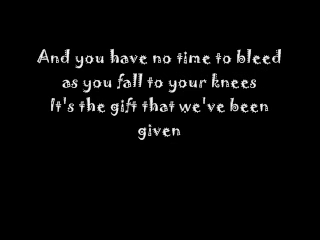 And you have no time to bleed
as you fall to your knees
It's the gift that we've been
given